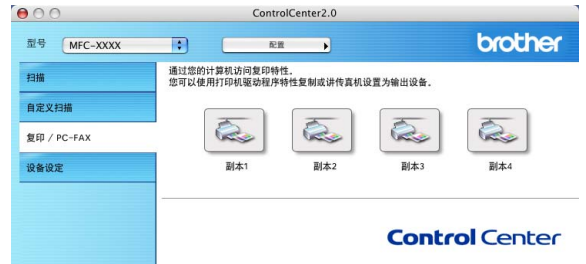 ControlCenter2.0
型号 MFC-XXXX 配置 brother
扫描
自定义扫描
复印 / PC-FAX
设备设定
通过您的计算机访问复印特性。
您可以使用打印机驱动程序特性复制或讲传真机设置为输出设备。
副本1 副本2 副本3 副本4
Control Center